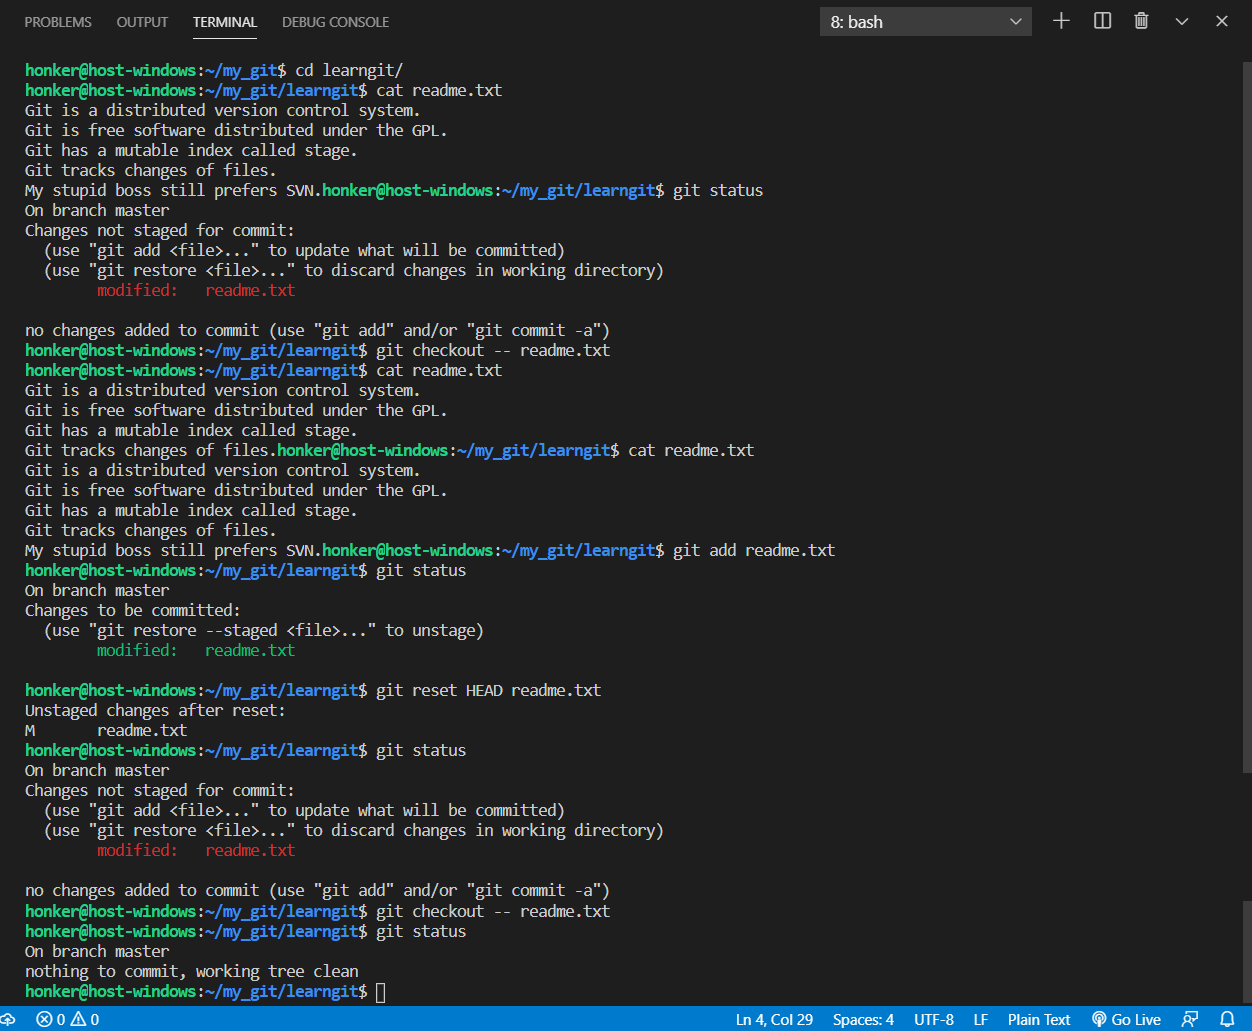 PROBLEMS OUTPUT TERMINAL DEBUG CONSOLE 8: bash
honker@host-windows:~/my_git$ cd learngit/
honker@host-windows:~/my_git/learngit$ cat readme.txt
Git is a distributed version control system.
Git is free software distributed under the GPL.
Git has a mutable index called stage.
Git tracks changes of files.
My stupid boss still prefers SVN.honker@host-windows:~/my_git/learngit$ git status
On branch master
Changes not staged for commit:
  (use "git add <file>..." to update what will be committed)
  (use "git restore <file>..." to discard changes in working directory)
        modified:   readme.txt

no changes added to commit (use "git add" and/or "git commit -a")
honker@host-windows:~/my_git/learngit$ git checkout -- readme.txt
honker@host-windows:~/my_git/learngit$ cat readme.txt
Git is a distributed version control system.
Git is free software distributed under the GPL.
Git has a mutable index called stage.
Git tracks changes of files.honker@host-windows:~/my_git/learngit$ cat readme.txt
Git is a distributed version control system.
Git is free software distributed under the GPL.
Git has a mutable index called stage.
Git tracks changes of files.
My stupid boss still prefers SVN.honker@host-windows:~/my_git/learngit$ git add readme.txt
honker@host-windows:~/my_git/learngit$ git status
On branch master
Changes to be committed:
  (use "git restore --staged <file>..." to unstage)
        modified:   readme.txt

honker@host-windows:~/my_git/learngit$ git reset HEAD readme.txt
Unstaged changes after reset:
M       readme.txt
honker@host-windows:~/my_git/learngit$ git status
On branch master
Changes not staged for commit:
  (use "git add <file>..." to update what will be committed)
  (use "git restore <file>..." to discard changes in working directory)
        modified:   readme.txt

no changes added to commit (use "git add" and/or "git commit -a")
honker@host-windows:~/my_git/learngit$ git checkout -- readme.txt
honker@host-windows:~/my_git/learngit$ git status
On branch master
nothing to commit, working tree clean
honker@host-windows:~/my_git/learngit$
0 0 Ln 4, Col 29 Spaces: 4 UTF-8 LF Plain Text Go Live